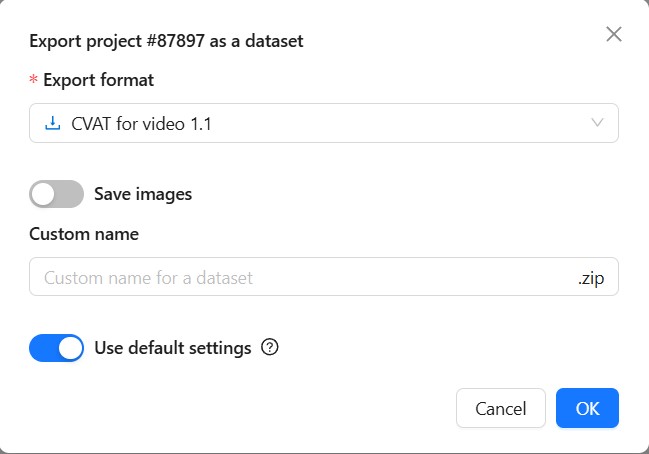 Export project #87897 as a dataset
* Export format
CVAT for video 1.1
Save images
Custom name
Custom name for a dataset .zip
Use default settings
Cancel OK